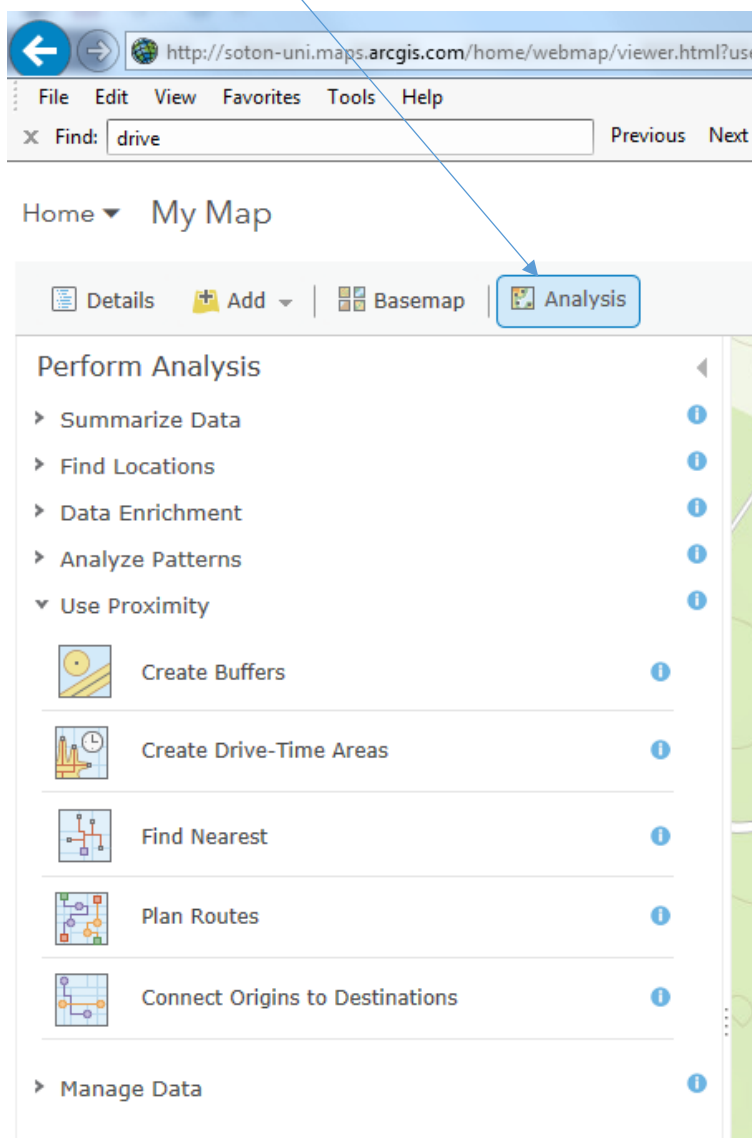 http://soton-uni.maps.arcgis.com/home/webmap/viewer.html?use
File Edit View Favorites Tools Help
x Find: drive Previous Next
Home My Map
Details Add Basemap Analysis
Perform Analysis
Summarize Data
Find Locations
Data Enrichment
Analyze Patterns
Use Proximity
Create Buffers
Create Drive-Time Areas
Find Nearest
Plan Routes
Connect Origins to Destinations
Manage Data